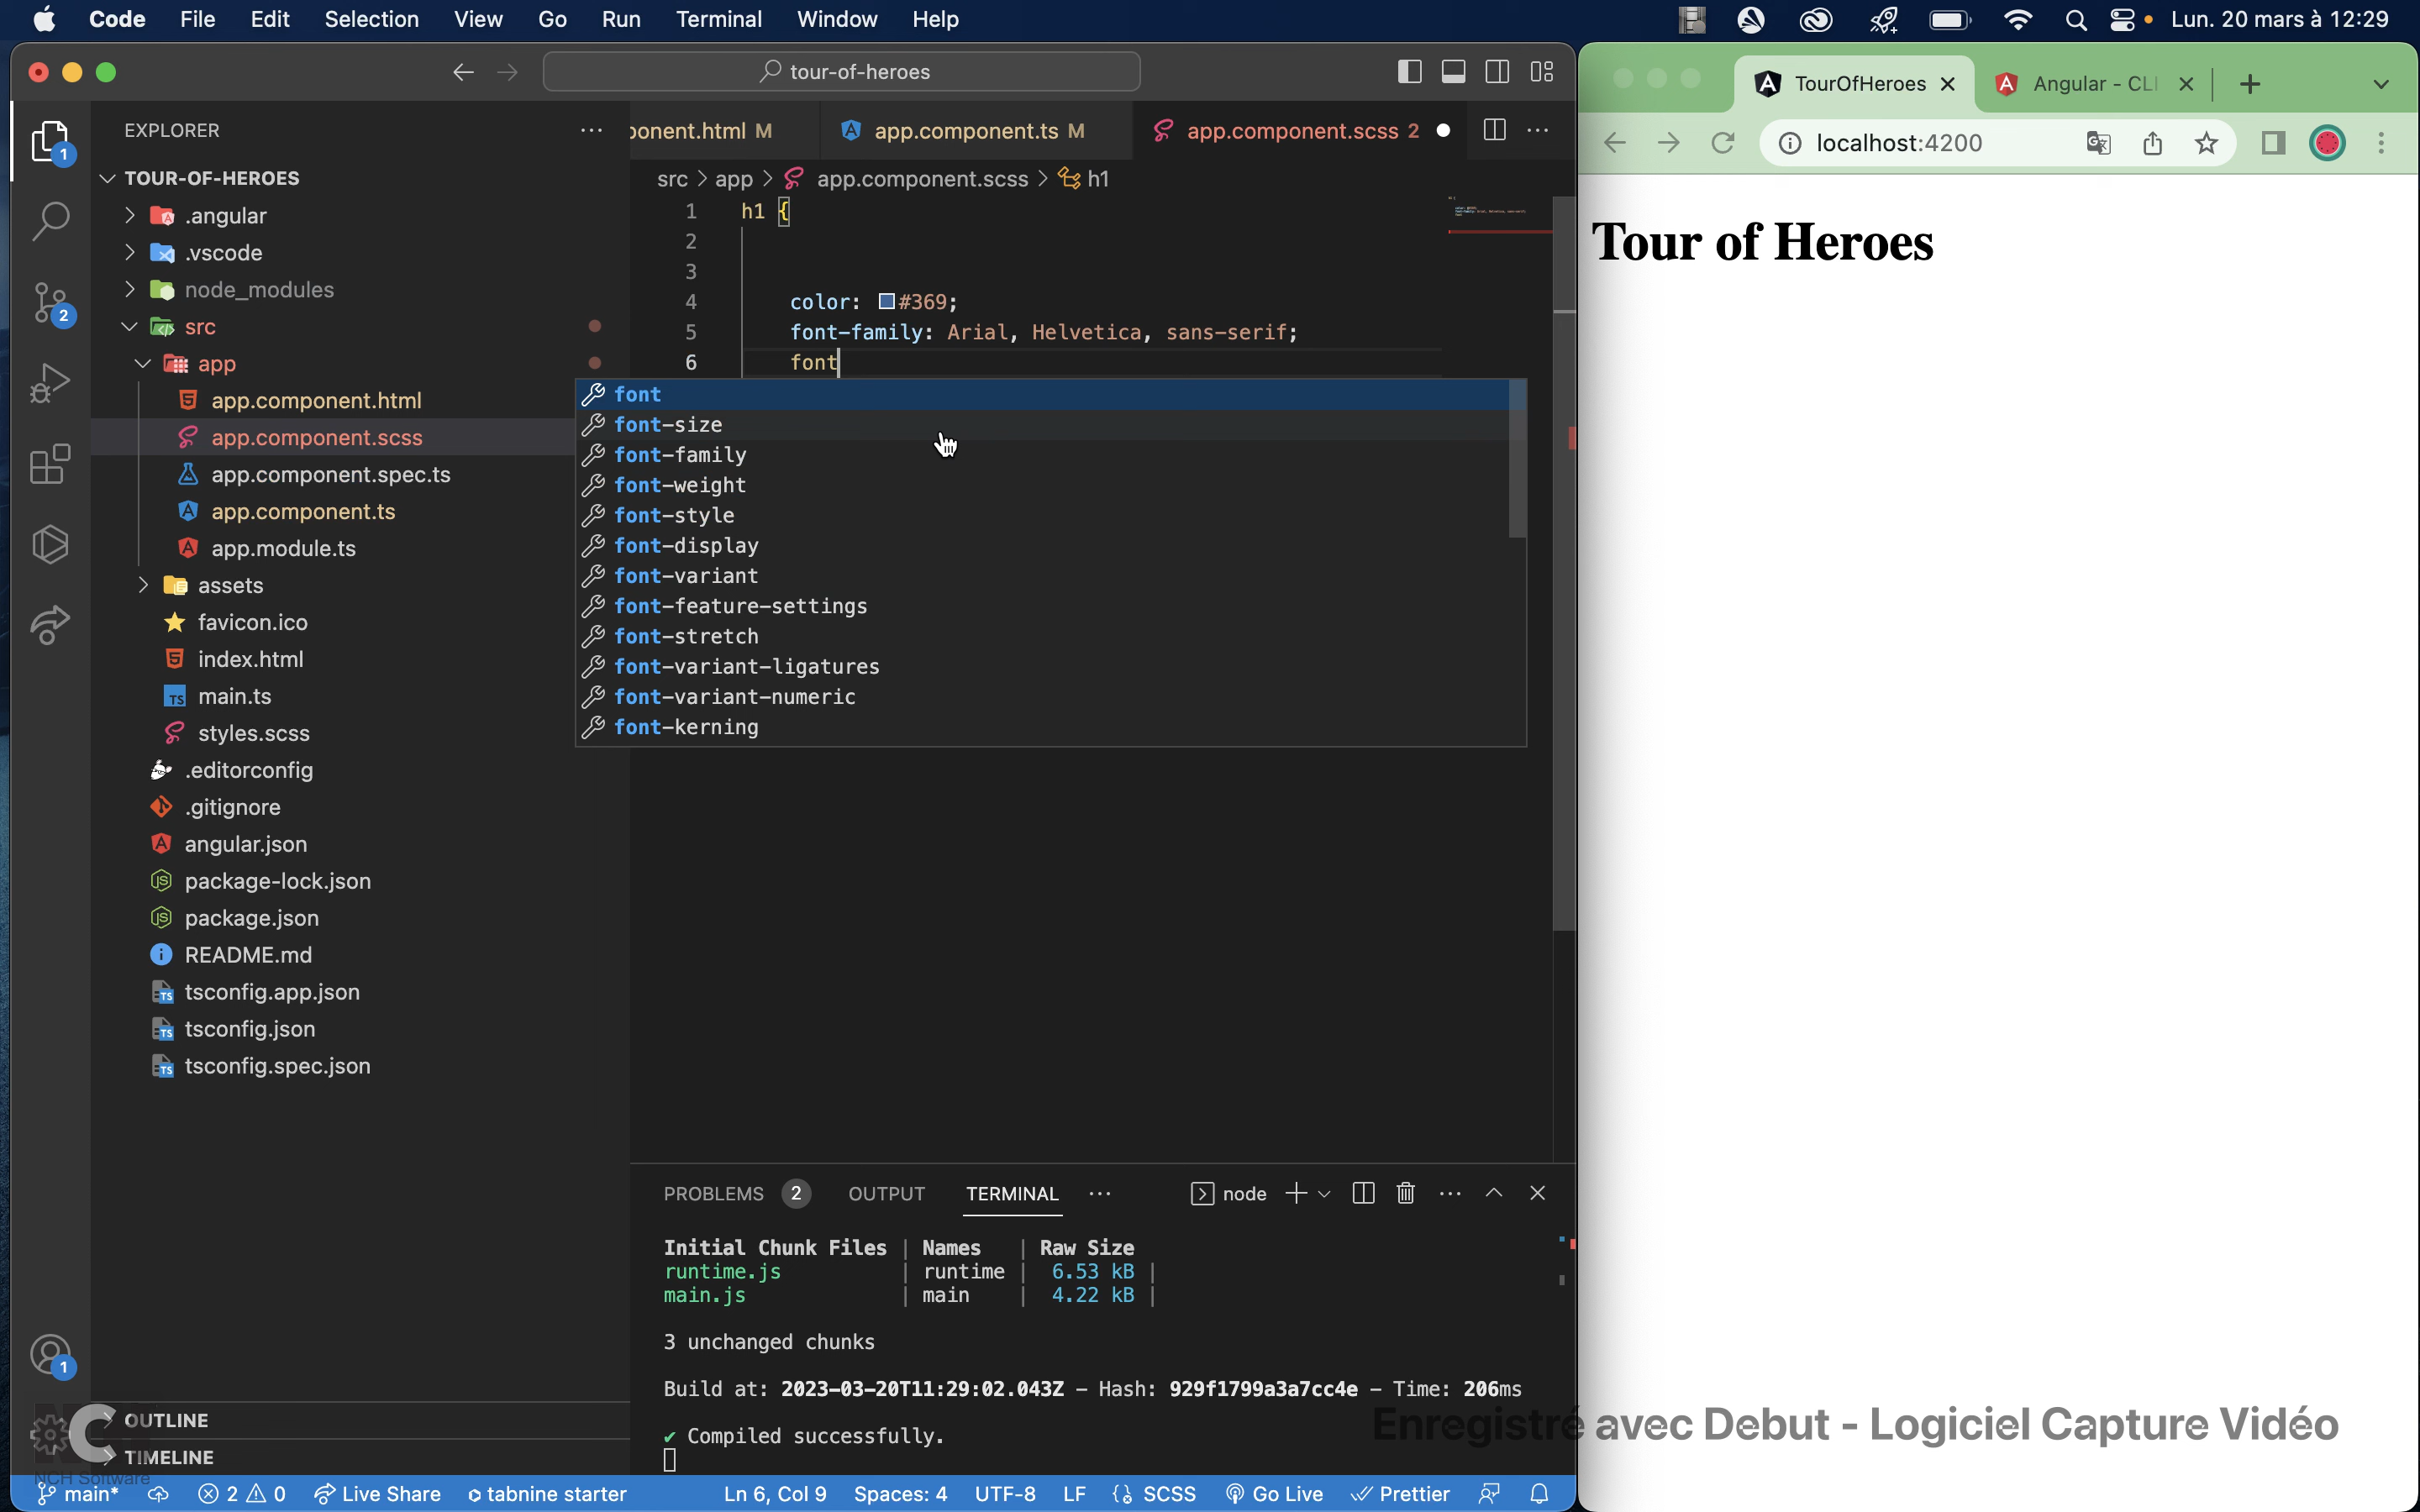 Code File Edit Selection View Go Run Terminal Window Help Lun. 20 mars à 12:29
tour-of-heroes
TourOfHeroes Angular - CLI
localhost:4200
EXPLORER
ponent.html M app.component.ts M app.component.scss 2
TOUR-OF-HEROES
src > app > app.component.scss > h1
.angular
.vscode
node_modules
src
app
app.component.html
app.component.scss
app.component.spec.ts
app.component.ts
app.module.ts
assets
favicon.ico
index.html
main.ts
styles.scss
.editorconfig
.gitignore
angular.json
package-lock.json
package.json
README.md
tsconfig.app.json
tsconfig.json
tsconfig.spec.json
OUTLINE
TIMELINE
1 h1 {
2
3
4 color: #369;
5 font-family: Arial, Helvetica, sans-serif;
6 font
font
font-size
font-family
font-weight
font-style
font-display
font-variant
font-feature-settings
font-stretch
font-variant-ligatures
font-variant-numeric
font-kerning
Tour of Heroes
PROBLEMS 2 OUTPUT TERMINAL node
Initial Chunk Files | Names | Raw Size
runtime.js | runtime | 6.53 kB |
main.js | main | 4.22 kB |
3 unchanged chunks
Build at: 2023-03-20T11:29:02.043Z - Hash: 929f1799a3a7cc4e - Time: 206ms
✔ Compiled successfully.
Enregistré avec Debut - Logiciel Capture Vidéo
NCH Software
main* 2 0 Live Share tabnine starter Ln 6, Col 9 Spaces: 4 UTF-8 LF SCSS Go Live Prettier